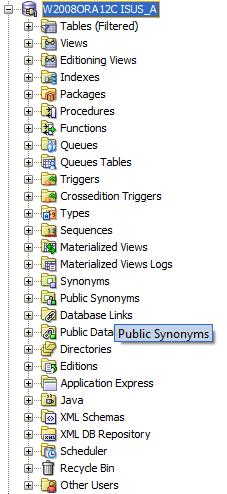 W2008ORA12C ISUS_A
Tables (Filtered)
Views
Editioning Views
Indexes
Packages
Procedures
Functions
Queues
Queues Tables
Triggers
Crossedition Triggers
Types
Sequences
Materialized Views
Materialized Views Logs
Synonyms
Public Synonyms
Database Links
Public Data
Public Synonyms
Directories
Editions
Application Express
Java
XML Schemas
XML DB Repository
Scheduler
Recycle Bin
Other Users